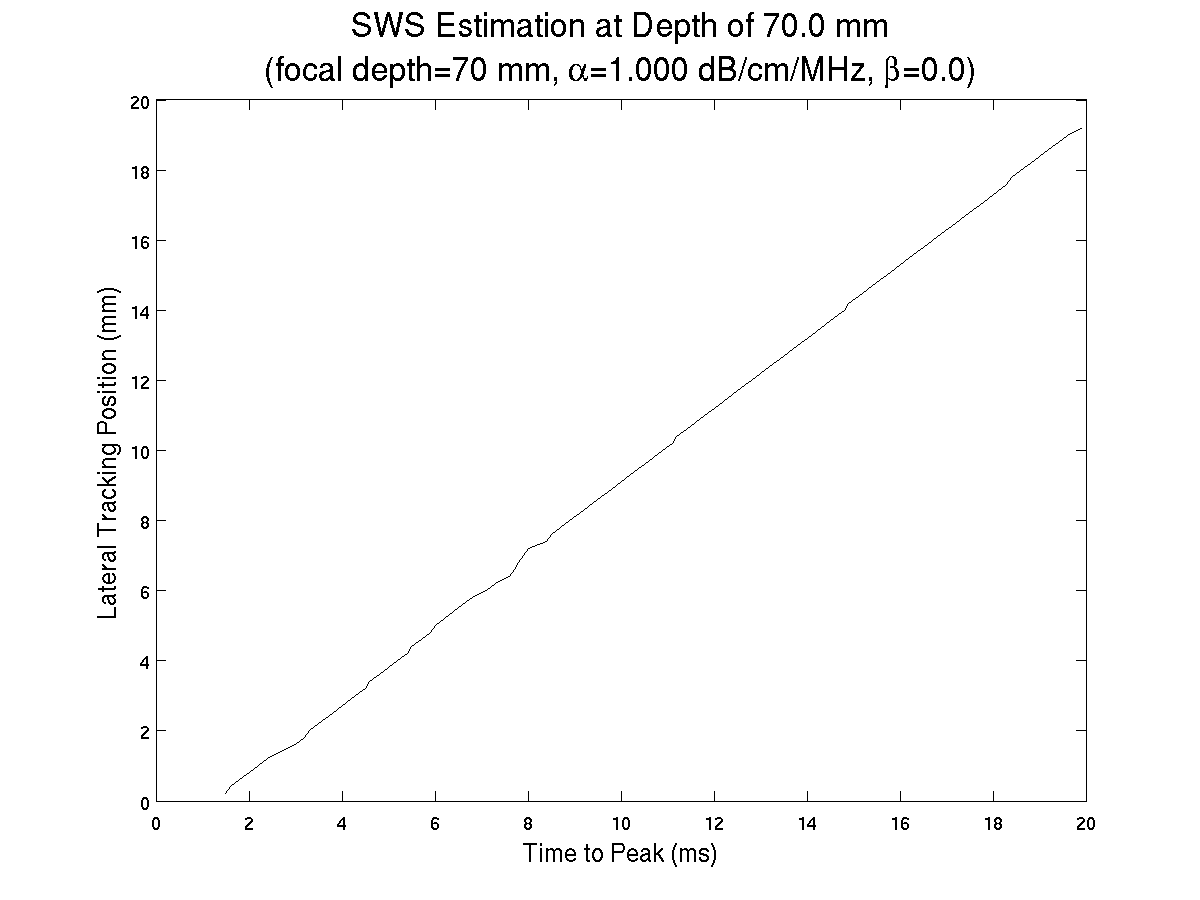 SWS Estimation at Depth of 70.0 mm
(focal depth=70 mm, α=1.000 dB/cm/MHz, β=0.0)
20
18
16
14
12
10
8
6
4
2
0
Lateral Tracking Position (mm)
0 2 4 6 8 10 12 14 16 18 20
Time to Peak (ms)